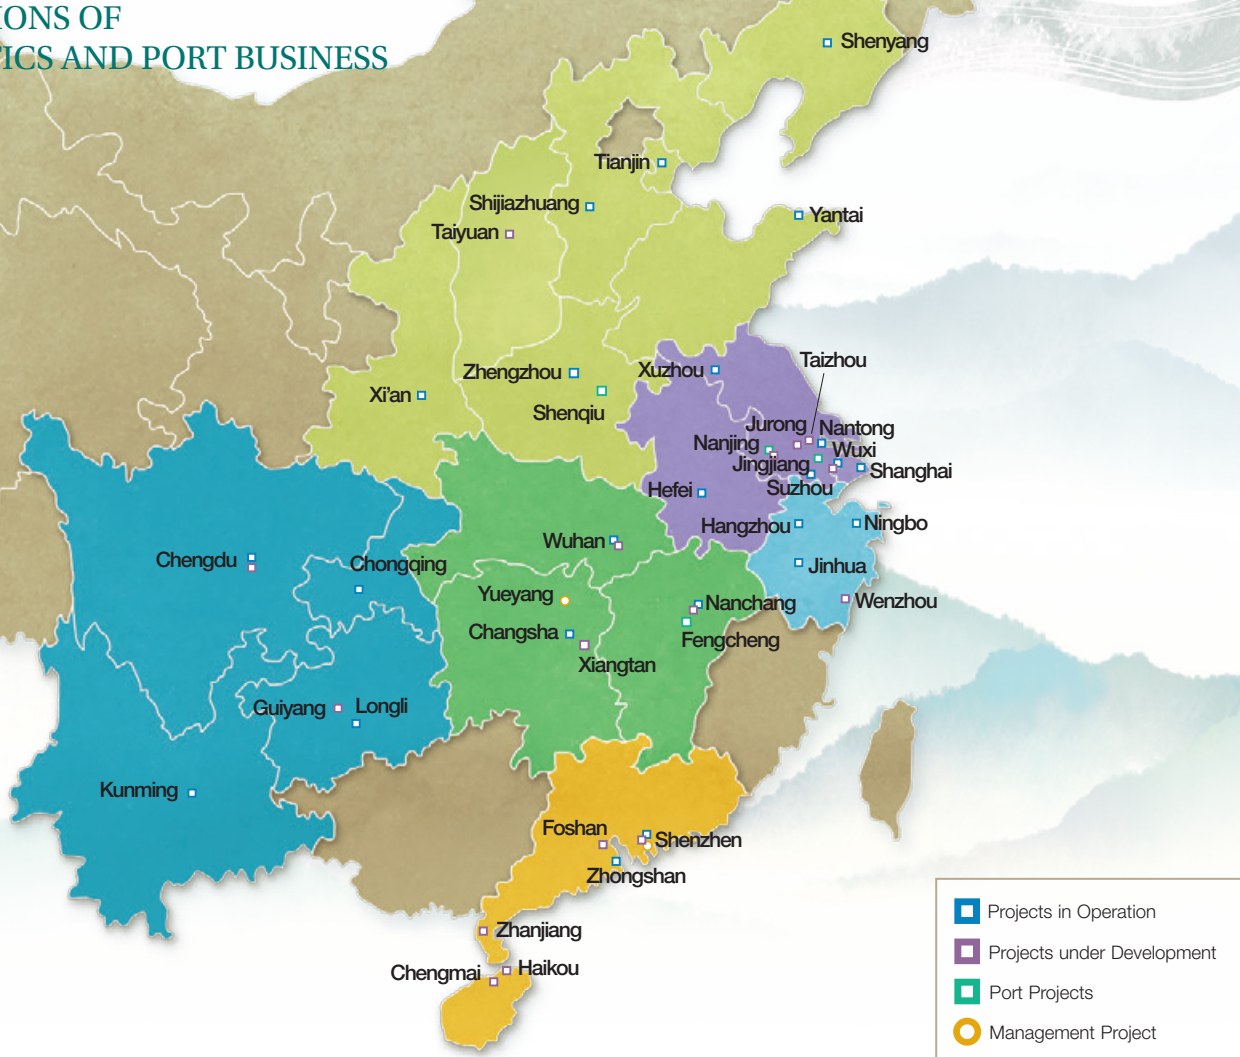 IONS OF
TICS AND PORT BUSINESS
Shenyang
Tianjin
Shijiazhuang
Yantai
Taiyuan
Taizhou
Zhengzhou
Xuzhou
Xi'an
Shenqiu
Jurong
Nantong
Nanjing
Wuxi
Jingjiang
Shanghai
Suzhou
Hefei
Hangzhou
Ningbo
Wuhan
Chengdu
Chongqing
Jinhua
Yueyang
Nanchang
Wenzhou
Changsha
Fengcheng
Xiangtan
Guiyang
Longli
Kunming
Foshan
Shenzhen
Zhongshan
Zhanjiang
Chengmai
Haikou
Projects in Operation
Projects under Development
Port Projects
Management Project